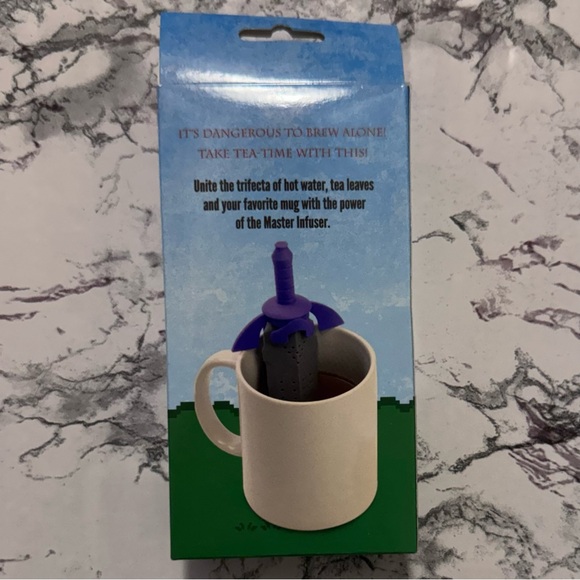 IT'S DANGEROUS TO BREW ALONE!
TAKE TEA-TIME WITH THIS!
Unite the trifecta of hot water, tea leaves
and your favorite mug with the power
of the Master Infuser.